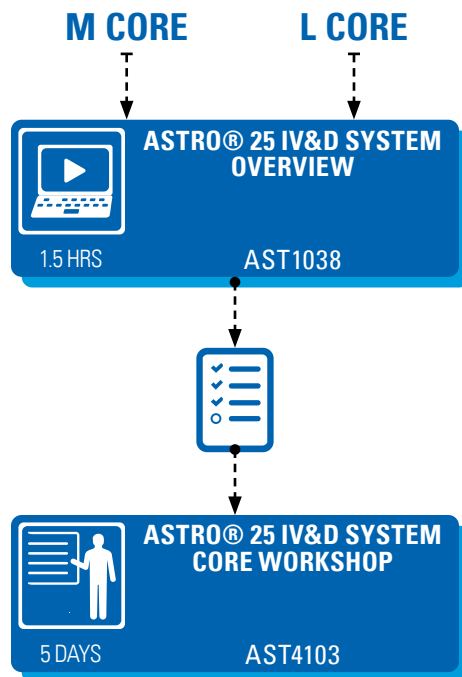 M CORE
L CORE
ASTRO® 25 IV&D SYSTEM
OVERVIEW
1.5 HRS
AST1038
ASTRO® 25 IV&D SYSTEM
CORE WORKSHOP
5 DAYS
AST4103